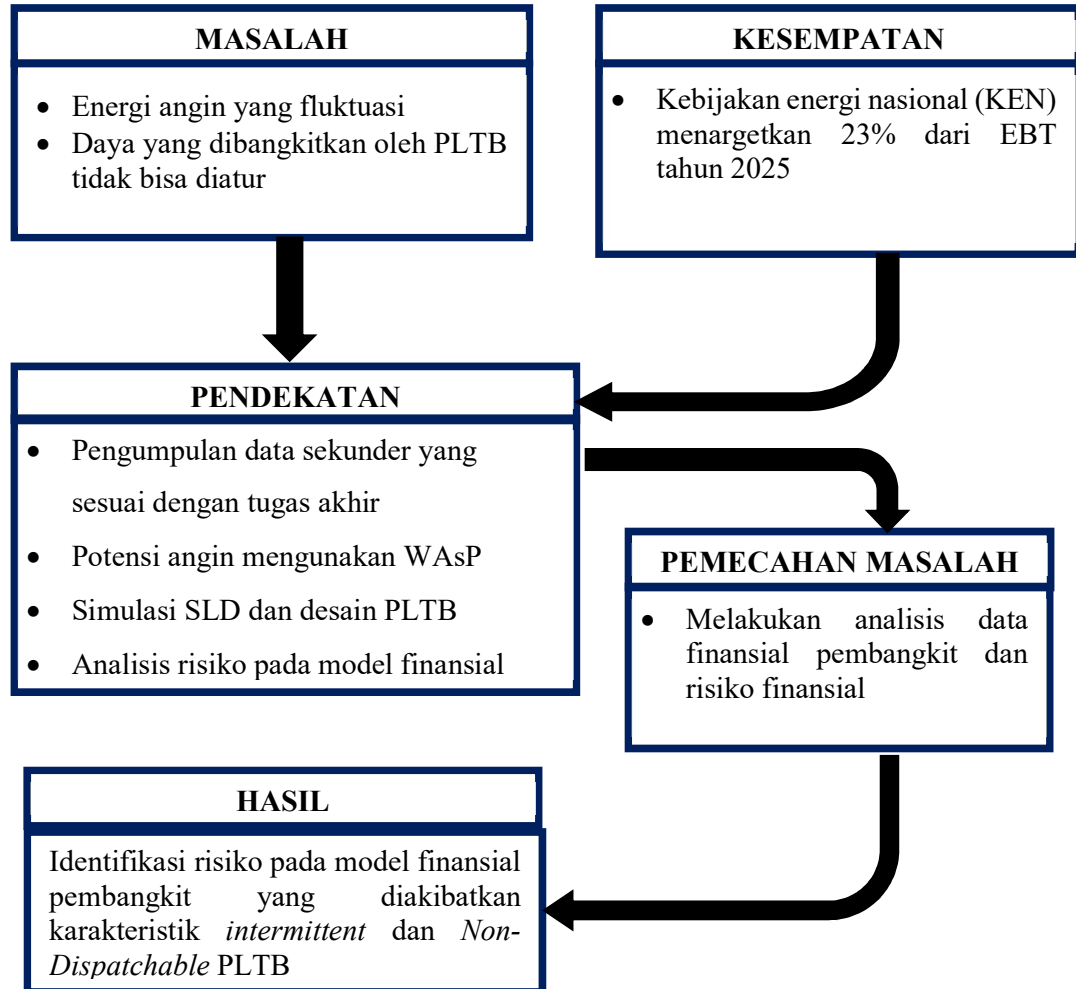 MASALAH
• Energi angin yang fluktuasi
• Daya yang dibangkitkan oleh PLTB
tidak bisa diatur
KESEMPATAN
• Kebijakan energi nasional (KEN)
menargetkan 23% dari EBT
tahun 2025
PENDEKATAN
• Pengumpulan data sekunder yang
sesuai dengan tugas akhir
• Potensi angin mengunakan WAsP
• Simulasi SLD dan desain PLTB
• Analisis risiko pada model finansial
PEMECAHAN MASALAH
• Melakukan analisis data
finansial pembangkit dan
risiko finansial
HASIL
Identifikasi risiko pada model finansial
pembangkit yang diakibatkan
karakteristik intermittent dan Non-
Dispatchable PLTB